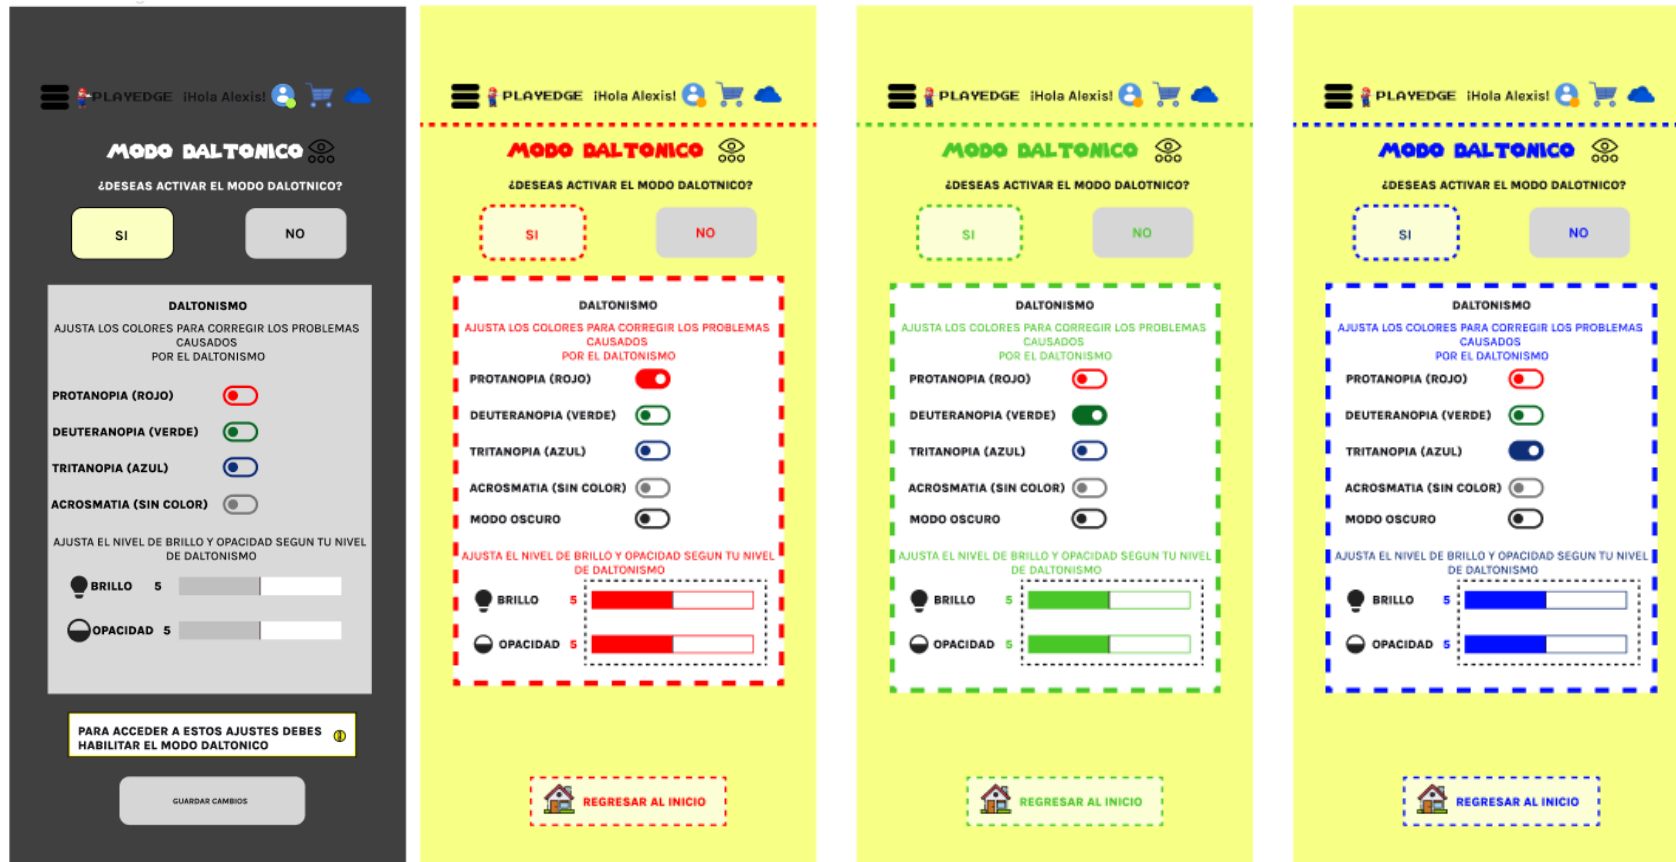 PLAYEDGE ¡Hola Alexis!
MODO DALTONICO
¿DESEAS ACTIVAR EL MODO DALOTNICO?
SI
NO
DALTONISMO
AJUSTA LOS COLORES PARA CORREGIR LOS PROBLEMAS
CAUSADOS
POR EL DALTONISMO
PROTANOPIA (ROJO)
DEUTERANOPIA (VERDE)
TRITANOPIA (AZUL)
ACROSMATIA (SIN COLOR)
AJUSTA EL NIVEL DE BRILLO Y OPACIDAD SEGUN TU NIVEL
DE DALTONISMO
BRILLO 5
OPACIDAD 5
PARA ACCEDER A ESTOS AJUSTES DEBES
HABILITAR EL MODO DALTONICO
GUARDAR CAMBIOS
PLAYEDGE ¡Hola Alexis!
MODO DALTONICO
¿DESEAS ACTIVAR EL MODO DALOTNICO?
SI
NO
DALTONISMO
AJUSTA LOS COLORES PARA CORREGIR LOS PROBLEMAS
CAUSADOS
POR EL DALTONISMO
PROTANOPIA (ROJO)
DEUTERANOPIA (VERDE)
TRITANOPIA (AZUL)
ACROSMATIA (SIN COLOR)
MODO OSCURO
AJUSTA EL NIVEL DE BRILLO Y OPACIDAD SEGUN TU NIVEL
DE DALTONISMO
BRILLO 5
OPACIDAD 5
REGRESAR AL INICIO
PLAYEDGE ¡Hola Alexis!
MODO DALTONICO
¿DESEAS ACTIVAR EL MODO DALOTNICO?
SI
NO
DALTONISMO
AJUSTA LOS COLORES PARA CORREGIR LOS PROBLEMAS
CAUSADOS
POR EL DALTONISMO
PROTANOPIA (ROJO)
DEUTERANOPIA (VERDE)
TRITANOPIA (AZUL)
ACROSMATIA (SIN COLOR)
MODO OSCURO
AJUSTA EL NIVEL DE BRILLO Y OPACIDAD SEGUN TU NIVEL
DE DALTONISMO
BRILLO 5
OPACIDAD 5
REGRESAR AL INICIO
PLAYEDGE ¡Hola Alexis!
MODO DALTONICO
¿DESEAS ACTIVAR EL MODO DALOTNICO?
SI
NO
DALTONISMO
AJUSTA LOS COLORES PARA CORREGIR LOS PROBLEMAS
CAUSADOS
POR EL DALTONISMO
PROTANOPIA (ROJO)
DEUTERANOPIA (VERDE)
TRITANOPIA (AZUL)
ACROSMATIA (SIN COLOR)
MODO OSCURO
AJUSTA EL NIVEL DE BRILLO Y OPACIDAD SEGUN TU NIVEL
DE DALTONISMO
BRILLO 5
OPACIDAD 5
REGRESAR AL INICIO